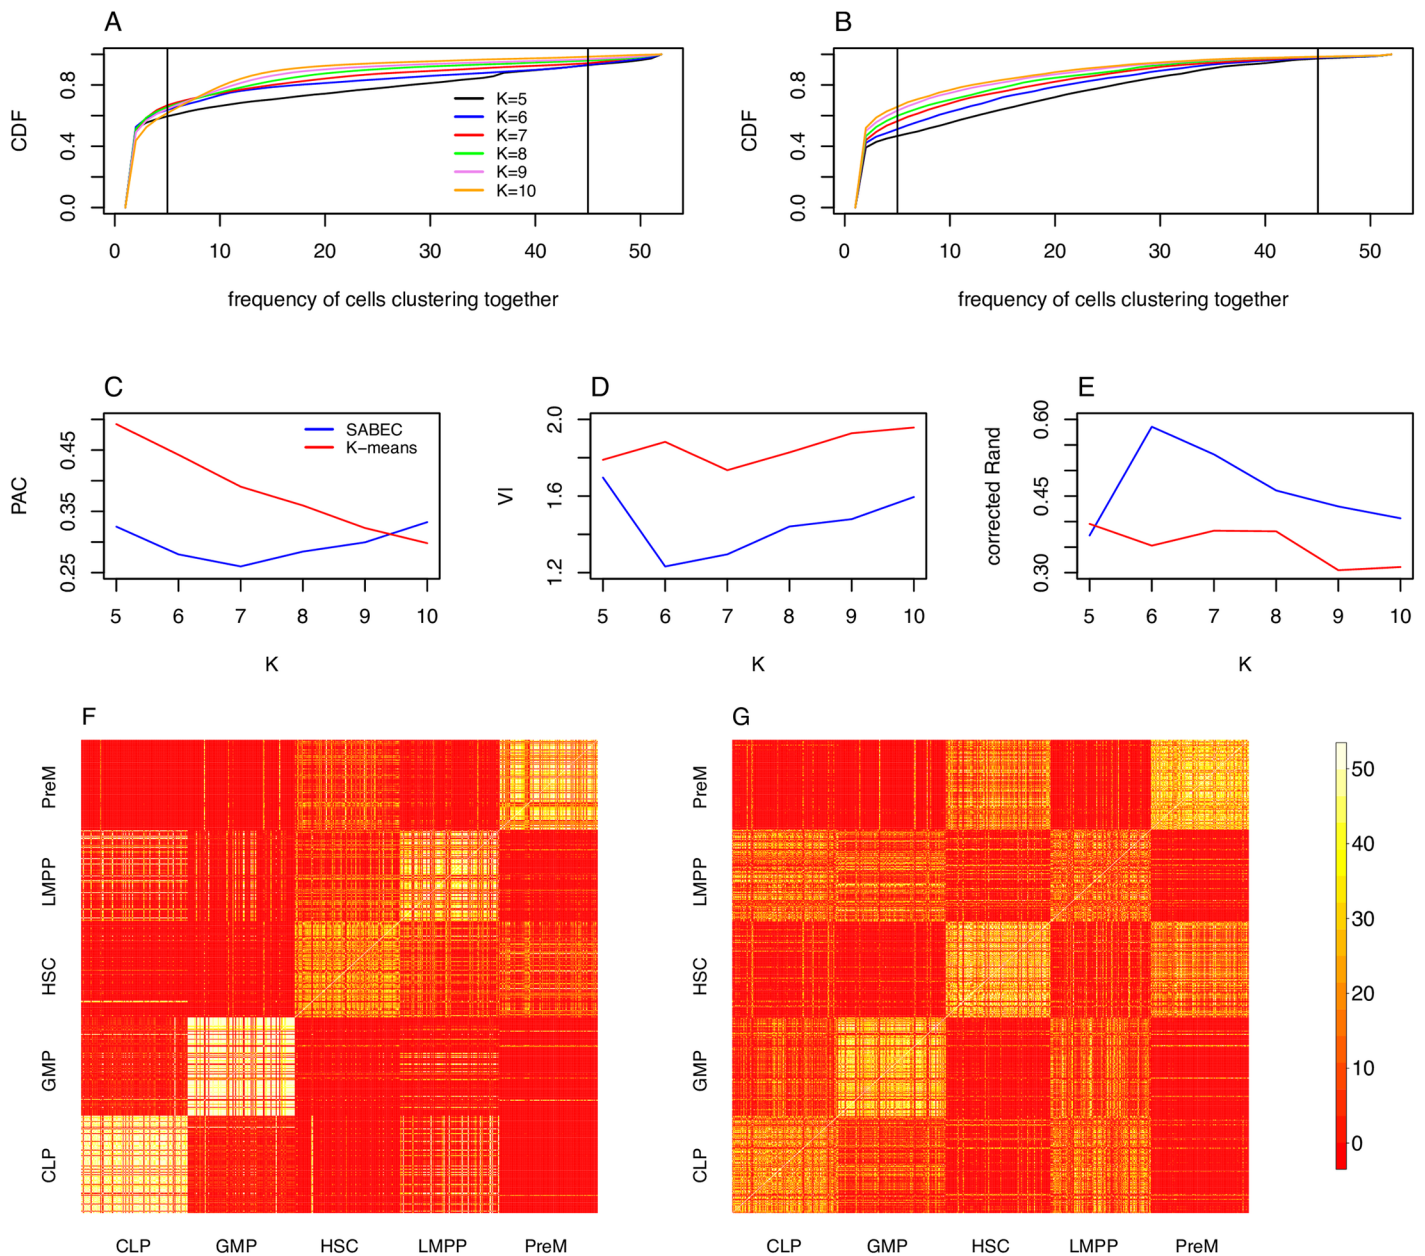 A
B
CDF
0.0
0.4
0.8
K=5
K=6
K=7
K=8
K=9
K=10
0 10 20 30 40 50
frequency of cells clustering together
CDF
0.0
0.4
0.8
0 10 20 30 40 50
frequency of cells clustering together
C
PAC
0.25
0.35
0.45
SABEC
K-means
5 6 7 8 9 10
K
D
VI
1.2
1.6
2.0
5 6 7 8 9 10
K
E
corrected Rand
0.30
0.45
0.60
5 6 7 8 9 10
K
F
PreM
LMPP
HSC
GMP
CLP
CLP GMP HSC LMPP PreM
G
PreM
LMPP
HSC
GMP
CLP
CLP GMP HSC LMPP PreM
50
40
30
20
10
0